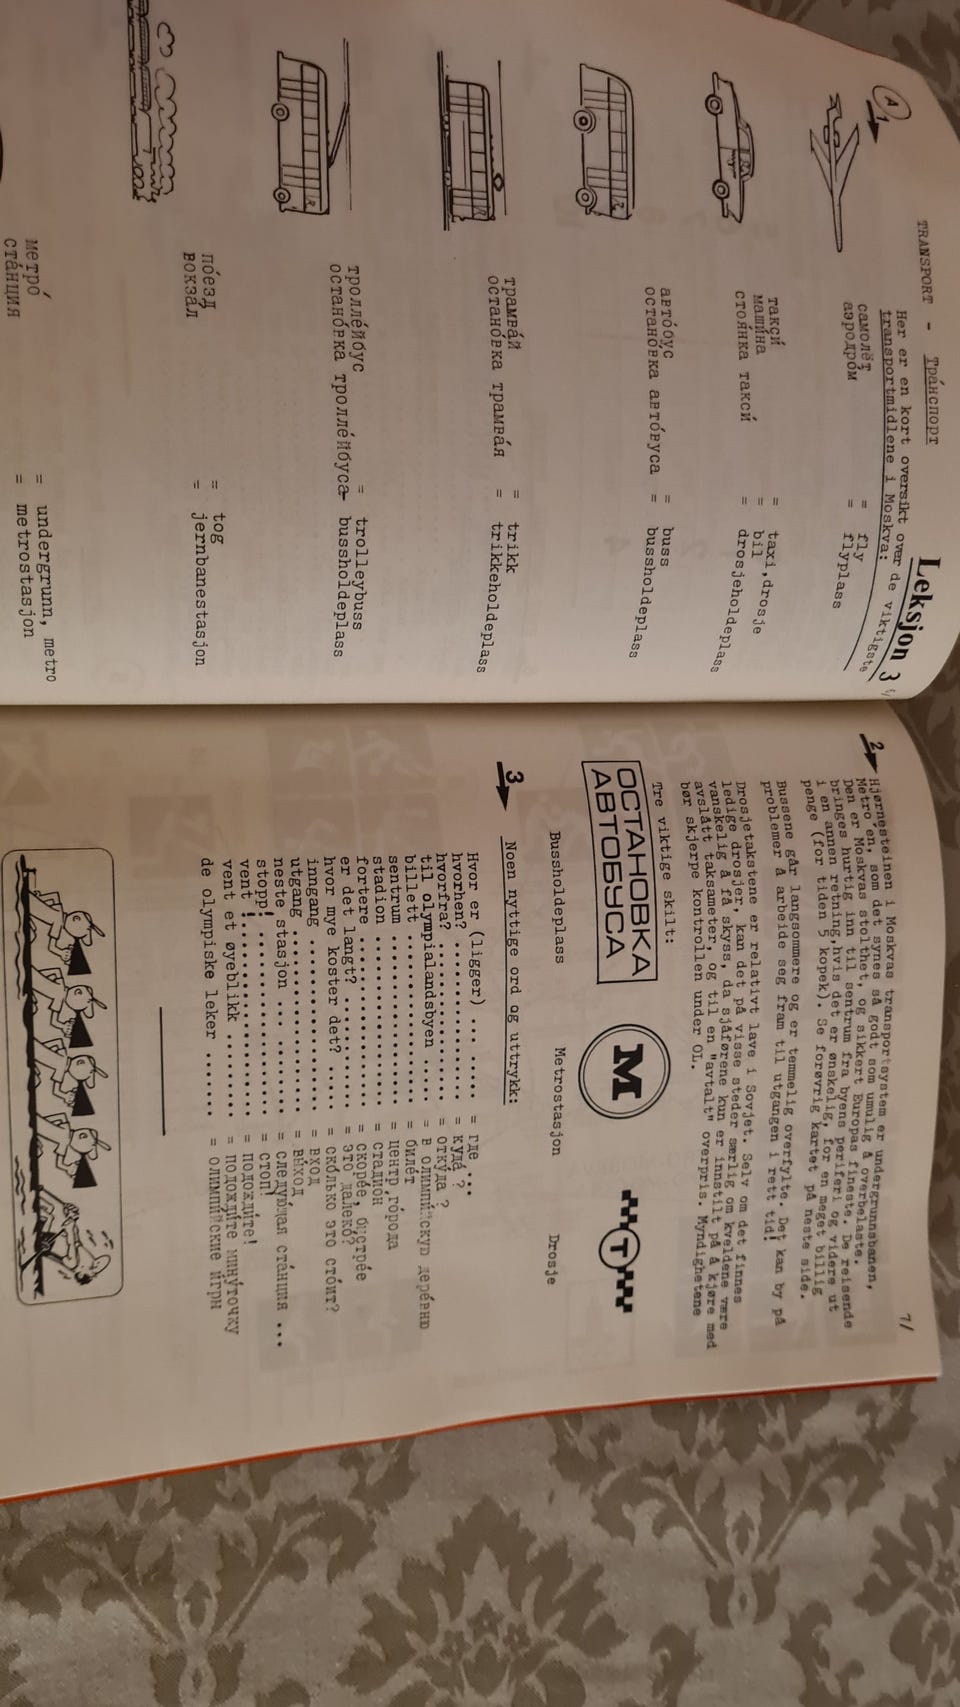 TRANSPORT - Тра́нспорт
Leksjon 3
Her er en kort oversikt over de viktigste
transportmidlene i Moskva:
A
1
самолёт = fly
аэродро́м = flyplass
такси́ = taxi,drosje
маши́на = bil
стоя́нка такси́ = drosjeholdeplass
авто́бус = buss
остано́вка авто́буса = bussholdeplass
трамва́й = trikk
остано́вка трамва́я = trikkeholdeplass
тролле́йбус = trolleybuss
остано́вка тролле́йбуса- bussholdeplass
по́езд = tog
вокза́л = jernbanestasjon
метро́ = undergrunn, metro
ста́нция = metrostasjon
7/
2
Hjørnesteinen i Moskvas transportsystem er undergrunnsbanen,
Metro'en, som det synes så godt som umulig å overbelaste.
Den er Moskvas stolthet, og sikkert Europas fineste. De reisende
bringes hurtig inn til sentrum fra byens periferi og videre ut
i en annen retning,hvis det er ønskelig, for en meget billig
penge (for tiden 5 kopek). Se forøvrig kartet på neste side.
Bussene går langsommere og er temmelig overfylte. Det kan by på
problemer å arbeide seg fram til utgangen i rett tid!
Drosjetakstene er relativt lave i Sovjet. Selv om det finnes
ledige drosjer, kan det på visse steder særlig om kveldene være
vanskelig å få skyss, da sjåførene kun er innstilt på å kjøre med
avslått taksameter, og til en "avtalt" overpris. Myndighetene
bør skjerpe kontrollen under OL.
Tre viktige skilt:
ОСТАНОВКА
АВТОБУСА
М
Т
Bussholdeplass Metrostasjon Drosje
3
Noen nyttige ord og uttrykk:
Hvor er (ligger) ... ..... = где ...
hvorhen? ................ = куда́ ?
hvorfra? ................ = отку́да ?
til olympialandsbyen .... = в олимпи́йскую дере́вню
billett ................. = биле́т
sentrum ................. = центр го́рода
stadion ................. = стадио́н
fortere ................. = скоре́е, быстре́е
er det langt? ........... = э́то далеко́?
hvor mye koster det? .... = ско́лько э́то сто́ит?
inngang ................. = вход
utgang .................. = вы́ход
neste stasjon ... ....... = сле́дующая ста́нция ...
stopp! .................. = стоп!
vent ! .................. = подожди́те!
vent et øyeblikk ........ = подожди́те мину́точку
de olympiske leker ...... = олимпи́йские и́гры